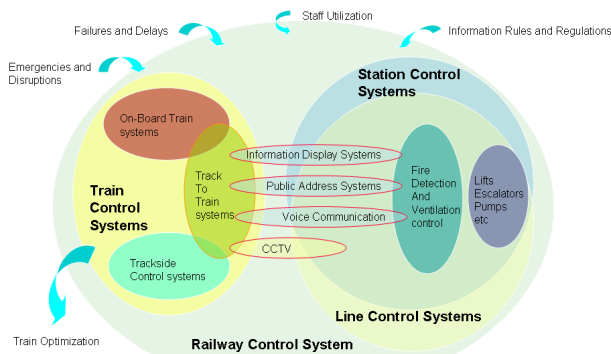 Staff Utilization
Failures and Delays
Information Rules and Regulations
Emergencies and
Disruptions
Station Control
Systems
On-Board Train
systems
Information Display Systems
Track
To
Train
systems
Public Address Systems
Fire
Detection
And
Ventilation
control
Lifts
Escalators
Pumps
etc
Train
Control
Systems
Voice Communication
CCTV
Trackside
Control systems
Line Control Systems
Train Optimization
Railway Control System